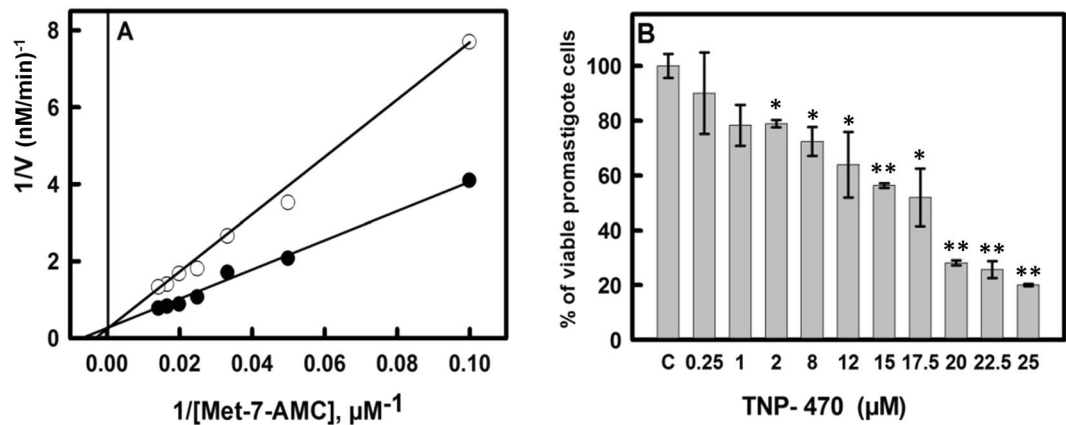 A
1/V (nM/min)-1
8
6
4
2
0
0.00 0.02 0.04 0.06 0.08 0.10
1/[Met-7-AMC], µM-1
B
% of viable promastigote cells
100
80
60
40
20
0
* * * ** * ** ** **
C 0.25 1 2 8 12 15 17.5 20 22.5 25
TNP- 470 (µM)